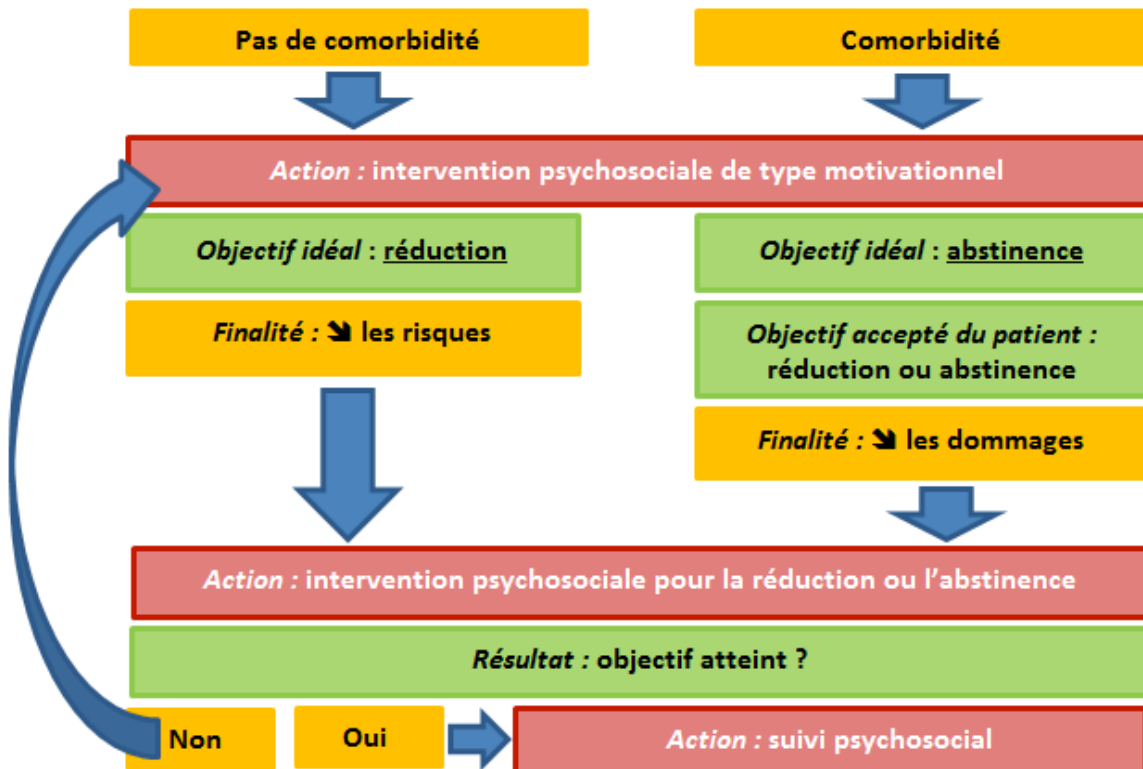 Pas de comorbidité
Comorbidité
Action : intervention psychosociale de type motivationnel
Objectif idéal : réduction
Objectif idéal : abstinence
Finalité : ⬊ les risques
Objectif accepté du patient :
réduction ou abstinence
Finalité : ⬊ les dommages
Action : intervention psychosociale pour la réduction ou l’abstinence
Résultat : objectif atteint ?
Non
Oui
Action : suivi psychosocial